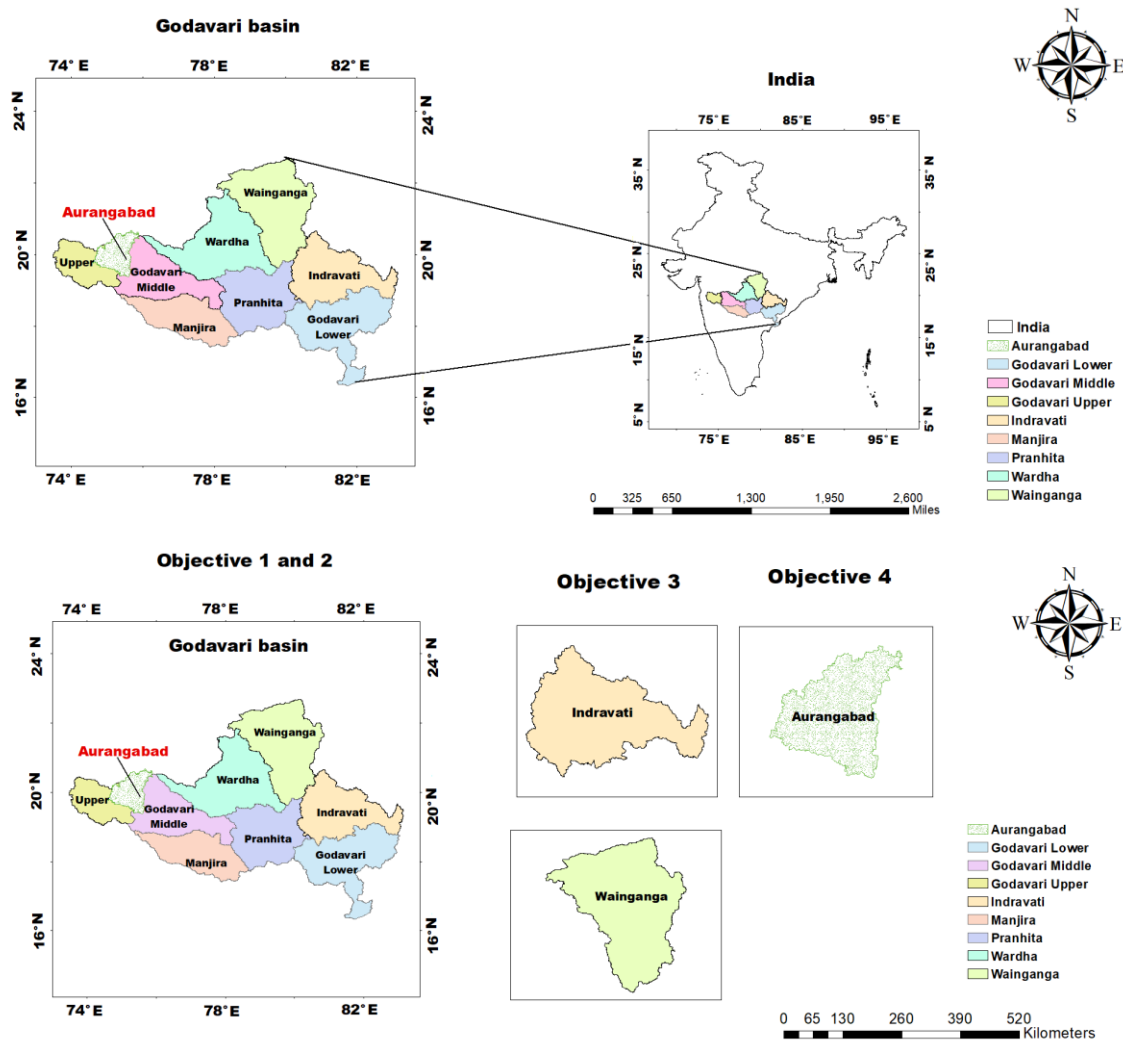 Godavari basin
74° E 78° E 82° E
24° N
20° N
16° N
Wainganga
Aurangabad
Wardha
Upper
Godavari
Middle
Indravati
Pranhita
Manjira
Godavari
Lower
24° N
20° N
16° N
74° E 78° E 82° E
India
75° E 85° E 95° E
35° N
25° N
15° N
5° N
35° N
25° N
15° N
5° N
75° E 85° E 95° E
N
W E
S
India
Aurangabad
Godavari Lower
Godavari Middle
Godavari Upper
Indravati
Manjira
Pranhita
Wardha
Wainganga
0 325 650 1,300 1,950 2,600
Miles
Objective 1 and 2
74° E 78° E 82° E
Godavari basin
24° N
20° N
16° N
Wainganga
Aurangabad
Wardha
Upper
Godavari
Middle
Indravati
Pranhita
Manjira
Godavari
Lower
24° N
20° N
16° N
74° E 78° E 82° E
Objective 3
Indravati
Wainganga
Objective 4
Aurangabad
N
W E
S
Aurangabad
Godavari Lower
Godavari Middle
Godavari Upper
Indravati
Manjira
Pranhita
Wardha
Wainganga
0 65 130 260 390 520
Kilometers